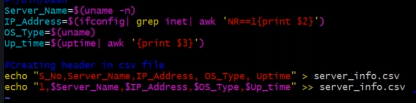 Server_Name=$(uname -n)
IP_Address=$(ifconfig| grep inet| awk 'NR==1{print $2}')
OS_Type=$(uname)
Up_time=$(uptime| awk '{print $3}')
#Creating header in csv file
echo "S_No,Server_Name,IP_Address, OS_Type, Uptime" > server_info.csv
echo "1,$Server_Name,$IP_Address,$OS_Type,$Up_time" >> server_info.csv
~